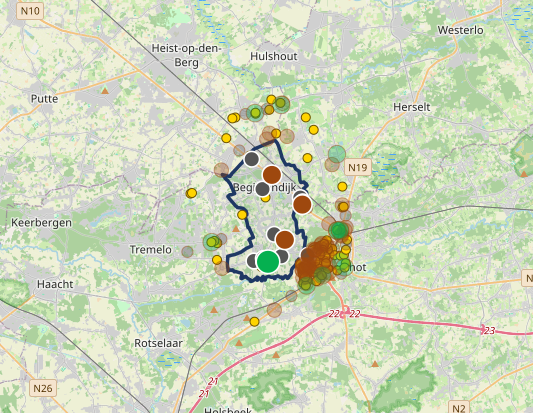 N10
Westerlo
Heist-op-den-
Berg
Hulshout
Putte
Herselt
N19
Keerbergen
Tremelo
Haacht
22
22
23
Rotselaar
21
21
N26
N2